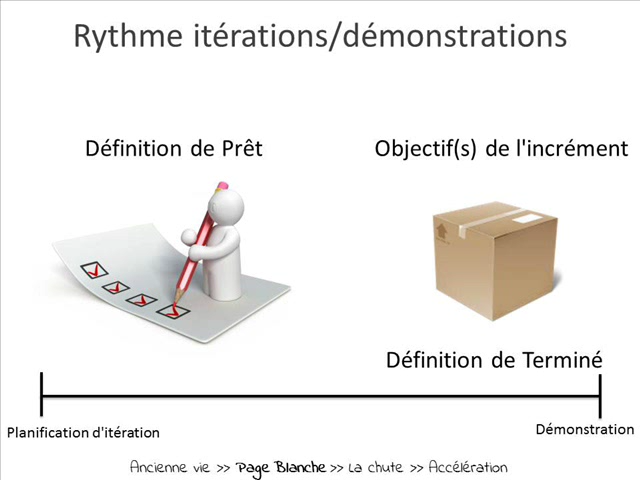 Rythme itérations/démonstrations
Définition de Prêt
Objectif(s) de l'incrément
Définition de Terminé
Planification d'itération
Démonstration
Ancienne vie >> Page Blanche >> La chute >> Accélération